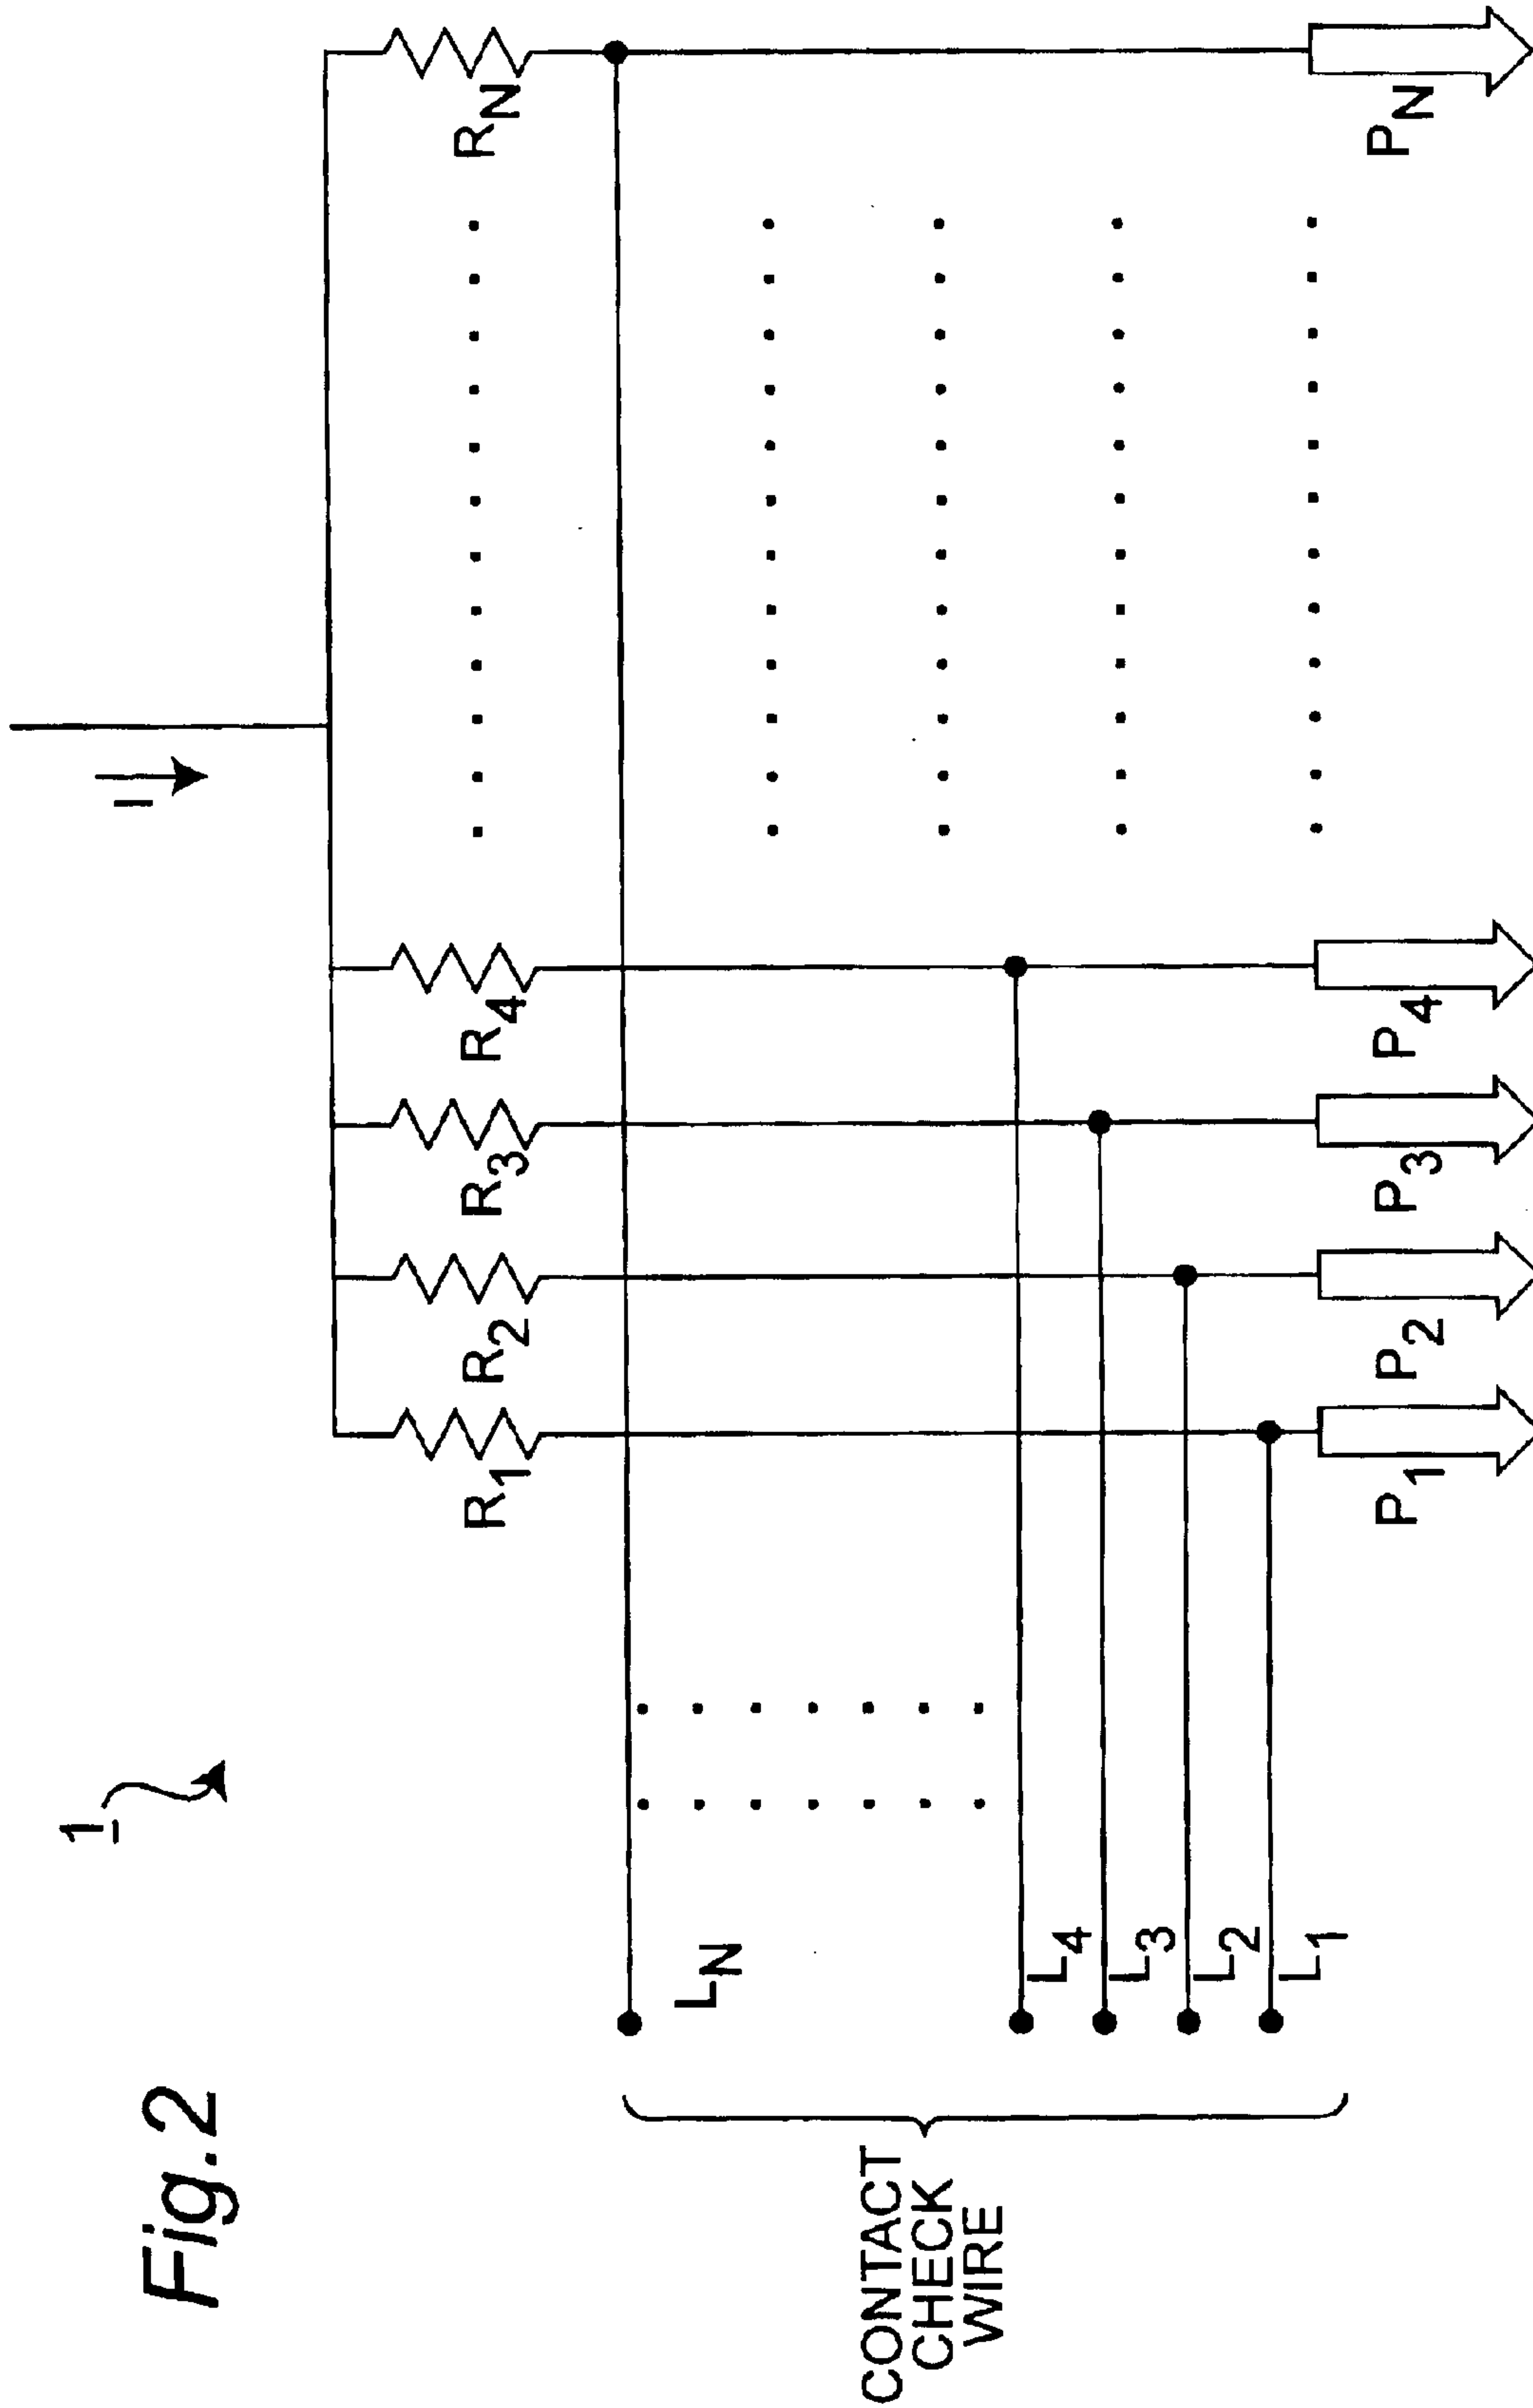 Fig.2
1
I
R1 R2 R3 R4 RN
LN
CONTACT
CHECK
WIRE
L4
L3
L2
L1
P1 P2 P3 P4 PN